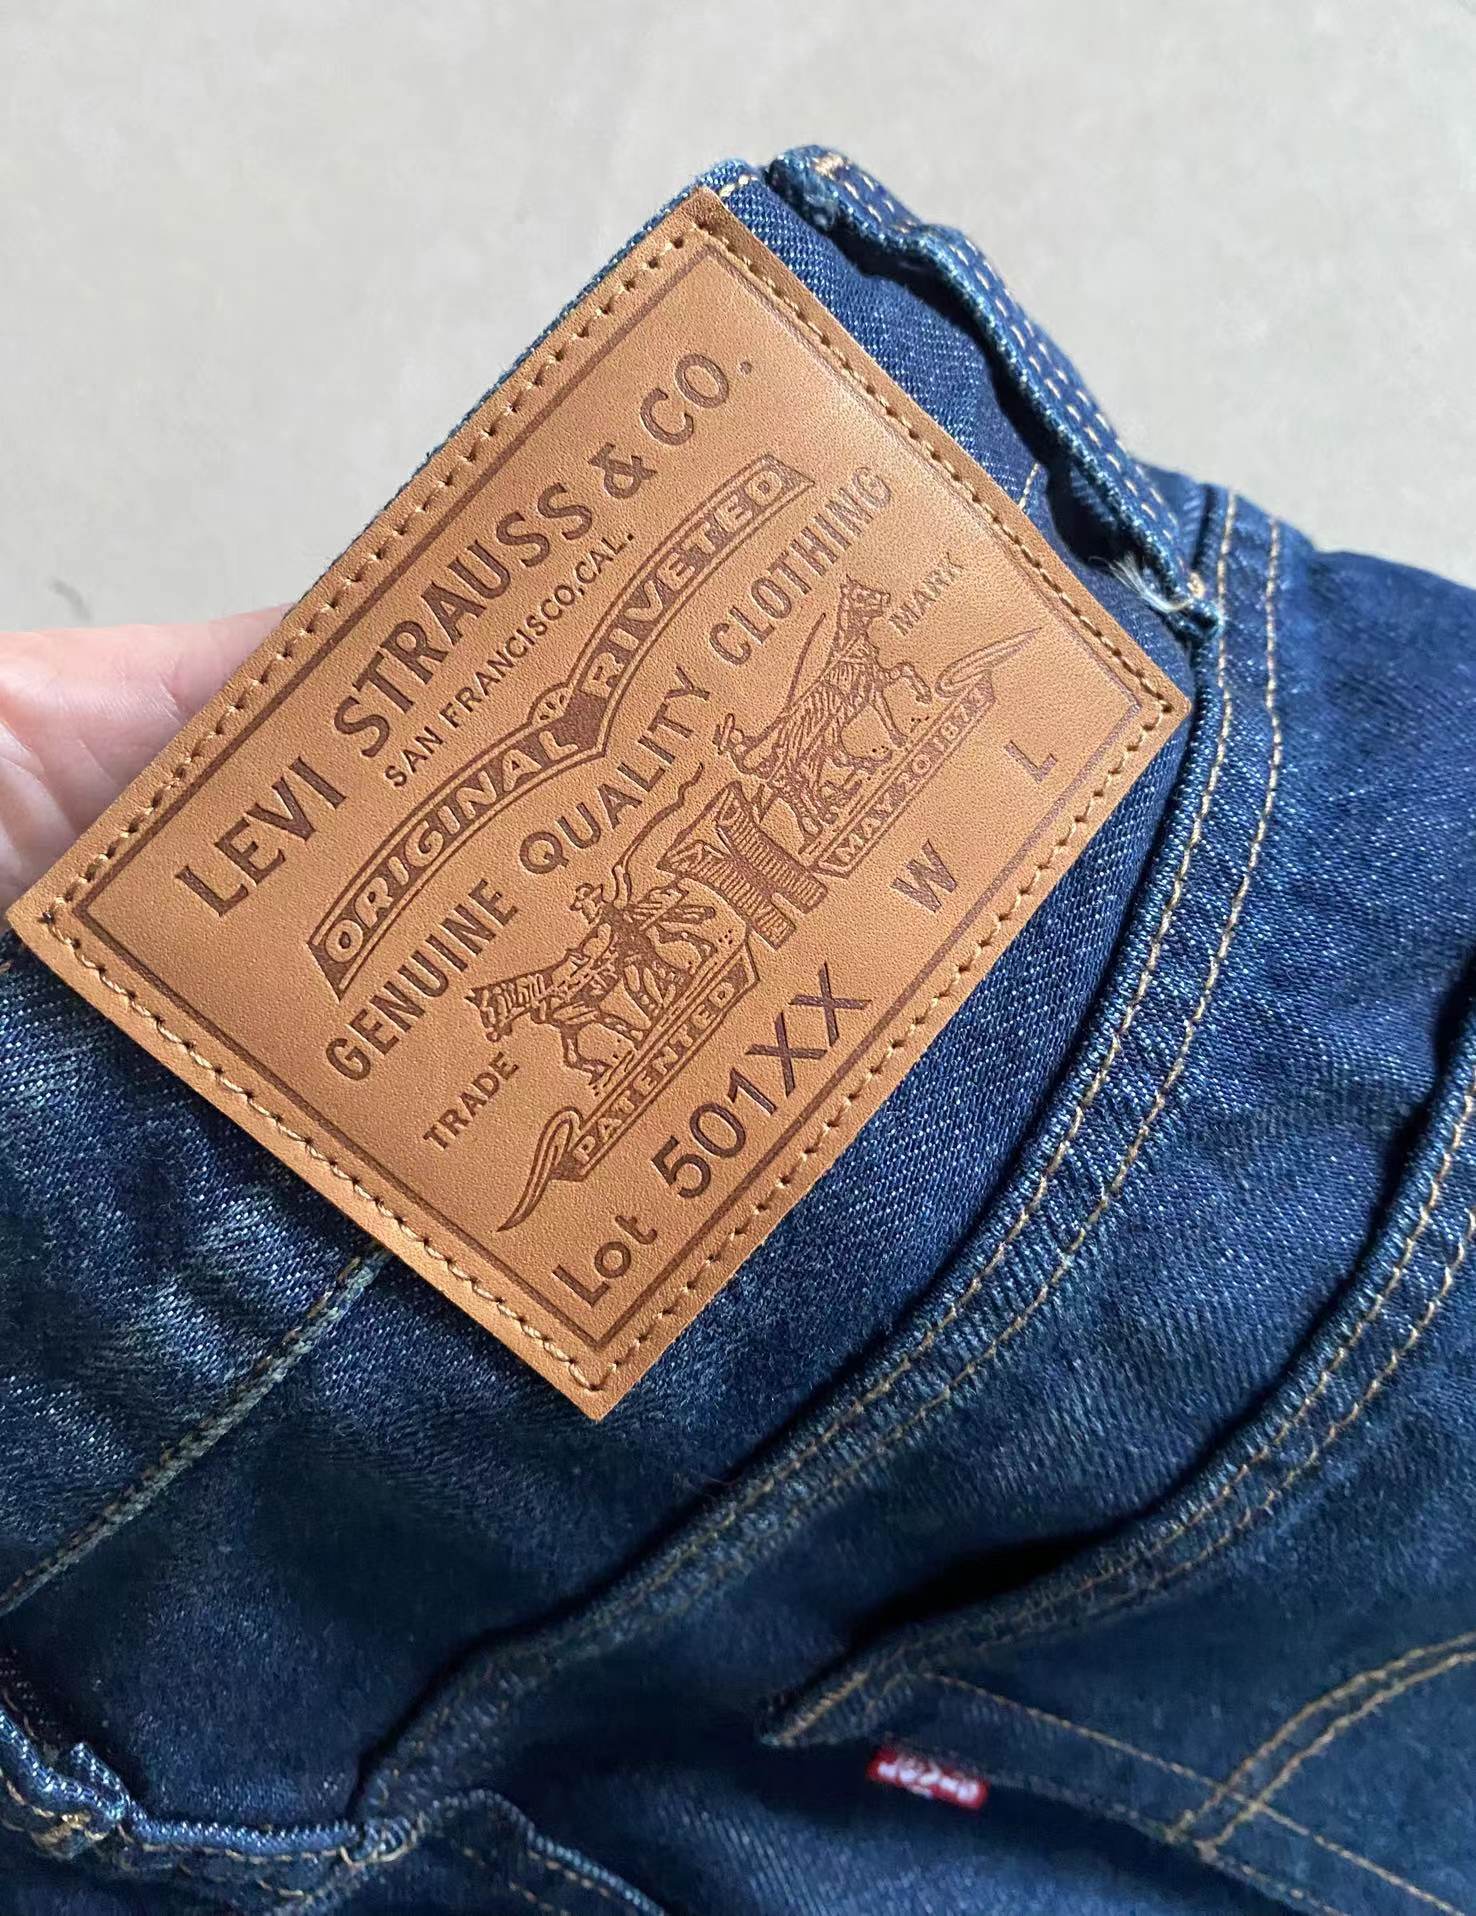 LEVI STRAUSS & CO.
SAN FRANCISCO, CAL.
ORIGINAL RIVETED
GENUINE QUALITY CLOTHING
TRADE MARK
PATENTED MAY 20 1873
Lot 501XX W L